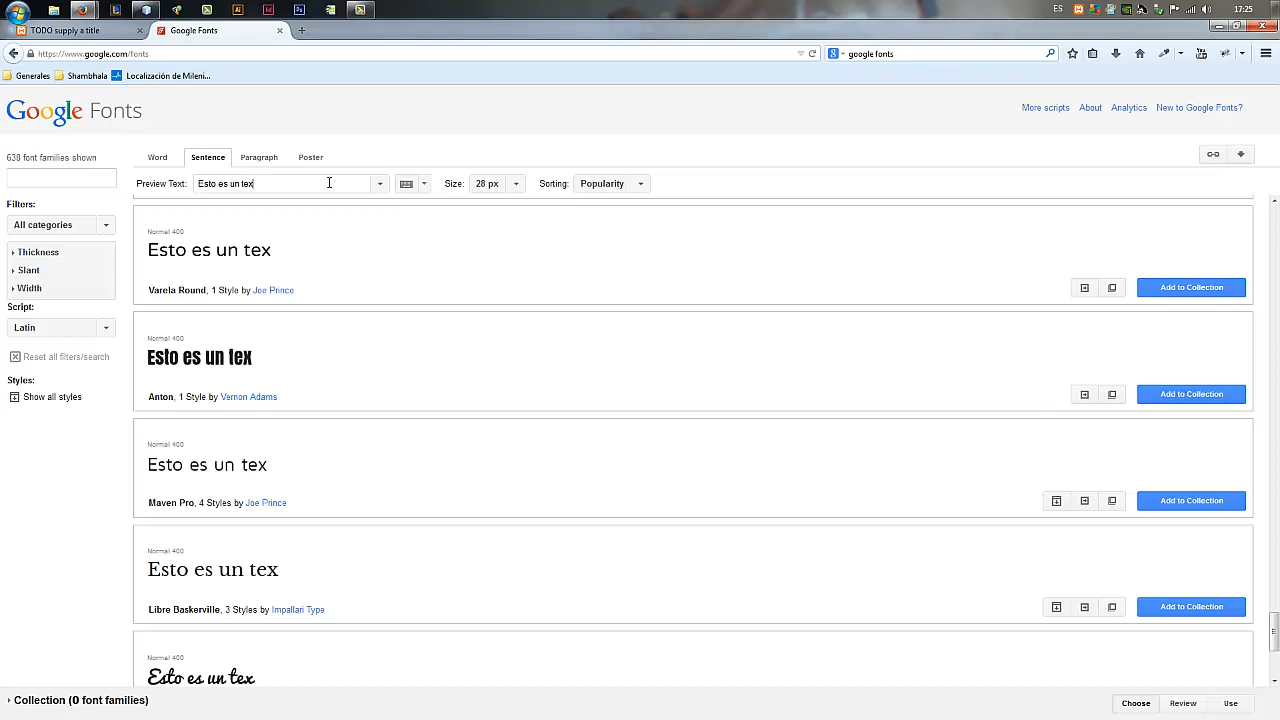 ES 17:25
TODO supply a title × Google Fonts × +
https://www.google.com/fonts google fonts
Generales Shambhala Localización de Mileni...
Google Fonts
More scripts About Analytics New to Google Fonts?
638 font families shown
Word Sentence Paragraph Poster
Preview Text: Esto es un tex Size: 28 px Sorting: Popularity
Filters:
All categories
Thickness
Slant
Width
Script:
Latin
Reset all filters/search
Styles:
Show all styles
Normal 400
Esto es un tex
Varela Round, 1 Style by Joe Prince Add to Collection
Normal 400
Esto es un tex
Anton, 1 Style by Vernon Adams Add to Collection
Normal 400
Esto es un tex
Maven Pro, 4 Styles by Joe Prince Add to Collection
Normal 400
Esto es un tex
Libre Baskerville, 3 Styles by Impallari Type Add to Collection
Normal 400
Esto es un tex
Collection (0 font families) Choose Review Use